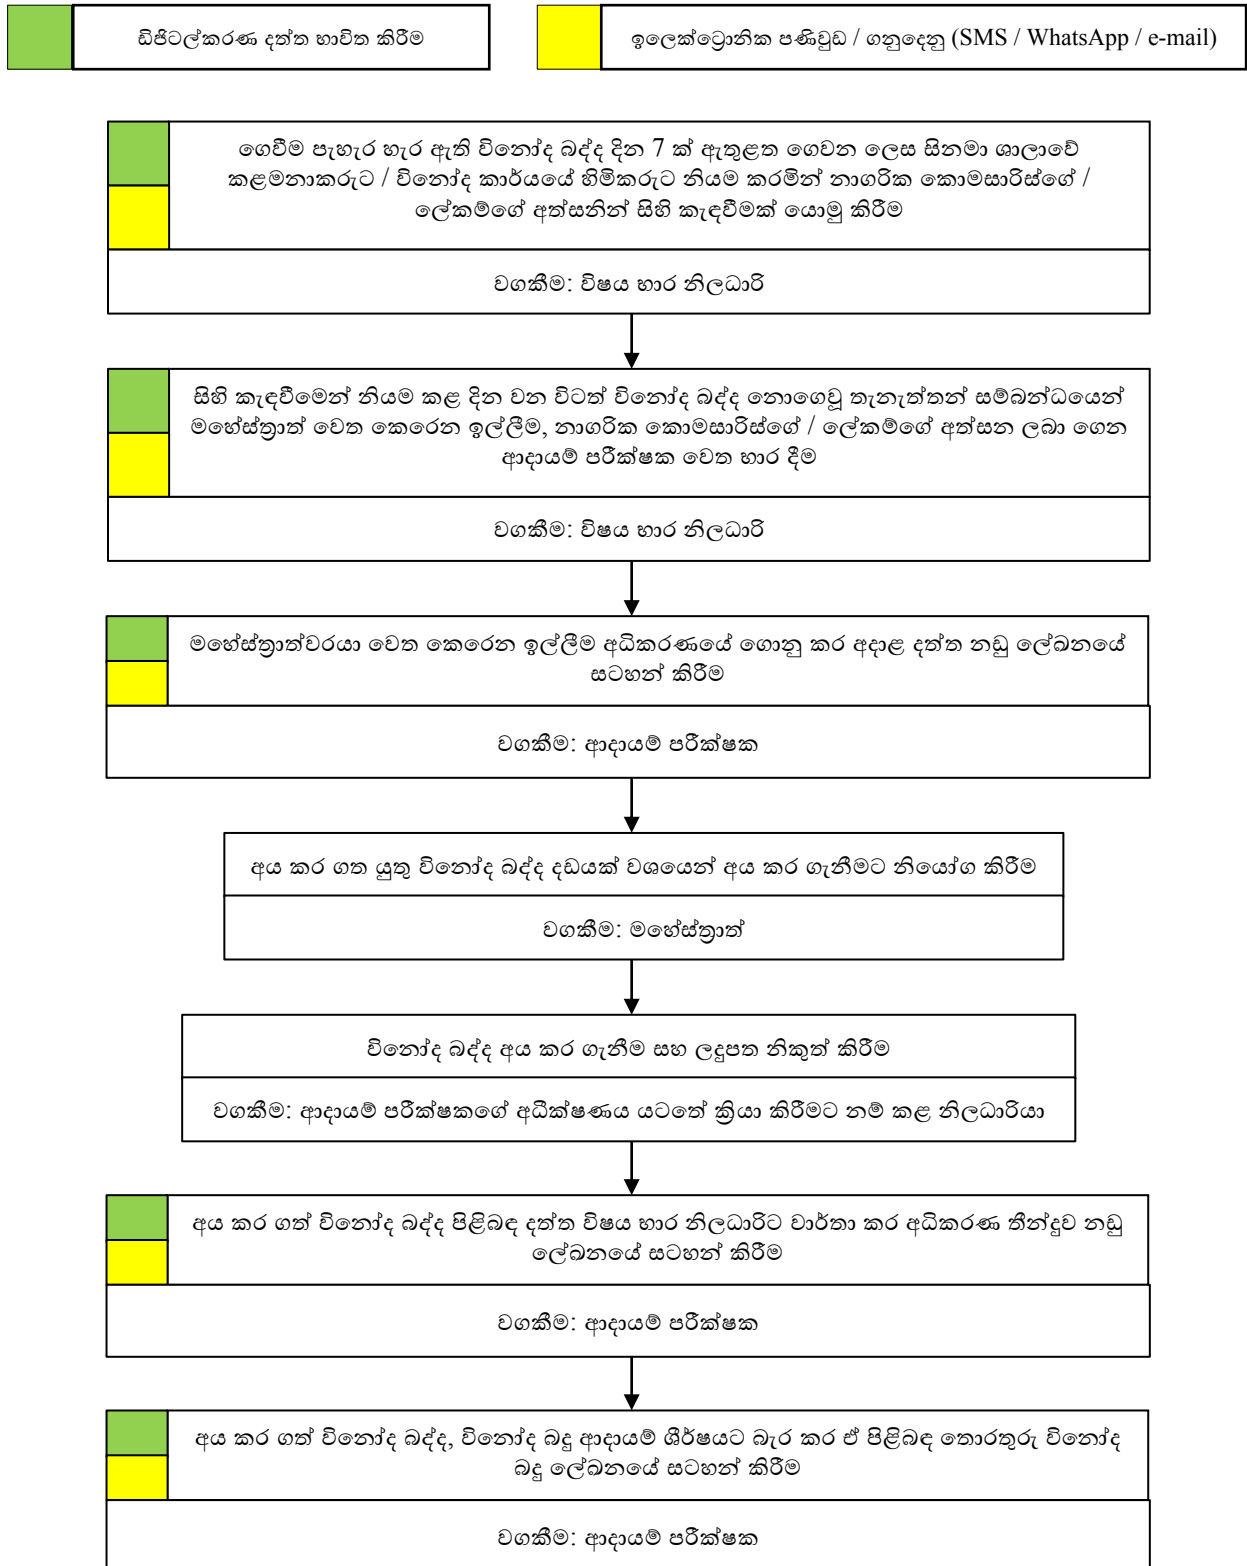 ඩිජිටල්කරණ දත්ත භාවිත කිරීම
ඉලෙක්ට්‍රොනික පණිවුඩ / ගනුදෙනු (SMS / WhatsApp / e-mail)
ගෙවීම පැහැර හැර ඇති විනෝද බද්ද දින 7 ක් ඇතුළත ගෙවන ලෙස සිනමා ශාලාවේ
කළමනාකරුට / විනෝද කාර්යයේ හිමිකරුට නියම කරමින් නාගරික කොමසාරිස්ගේ /
ලේකම්ගේ අත්සනින් සිහි කැඳවීමක් යොමු කිරීම
වගකීම: විෂය භාර නිලධාරි
සිහි කැඳවීමෙන් නියම කළ දින වන විටත් විනෝද බද්ද නොගෙවූ තැනැත්තන් සම්බන්ධයෙන්
මහේස්ත්‍රාත් වෙත කෙරෙන ඉල්ලීම, නාගරික කොමසාරිස්ගේ / ලේකම්ගේ අත්සන ලබා ගෙන
ආදායම් පරීක්ෂක වෙත භාර දීම
වගකීම: විෂය භාර නිලධාරි
මහේස්ත්‍රාත්වරයා වෙත කෙරෙන ඉල්ලීම අධිකරණයේ ගොනු කර අදාළ දත්ත නඩු ලේඛනයේ
සටහන් කිරීම
වගකීම: ආදායම් පරීක්ෂක
අය කර ගත යුතු විනෝද බද්ද දඩයක් වශයෙන් අය කර ගැනීමට නියෝග කිරීම
වගකීම: මහේස්ත්‍රාත්
විනෝද බද්ද අය කර ගැනීම සහ ලදුපත නිකුත් කිරීම
වගකීම: ආදායම් පරීක්ෂකගේ අධීක්ෂණය යටතේ ක්‍රියා කිරීමට නම් කළ නිලධාරියා
අය කර ගත් විනෝද බද්ද පිළිබඳ දත්ත විෂය භාර නිලධාරිට වාර්තා කර අධිකරණ තීන්දුව නඩු
ලේඛනයේ සටහන් කිරීම
වගකීම: ආදායම් පරීක්ෂක
අය කර ගත් විනෝද බද්ද, විනෝද බදු ආදායම් ශීර්ෂයට බැර කර ඒ පිළිබඳ තොරතුරු විනෝද
බදු ලේඛනයේ සටහන් කිරීම
වගකීම: ආදායම් පරීක්ෂක